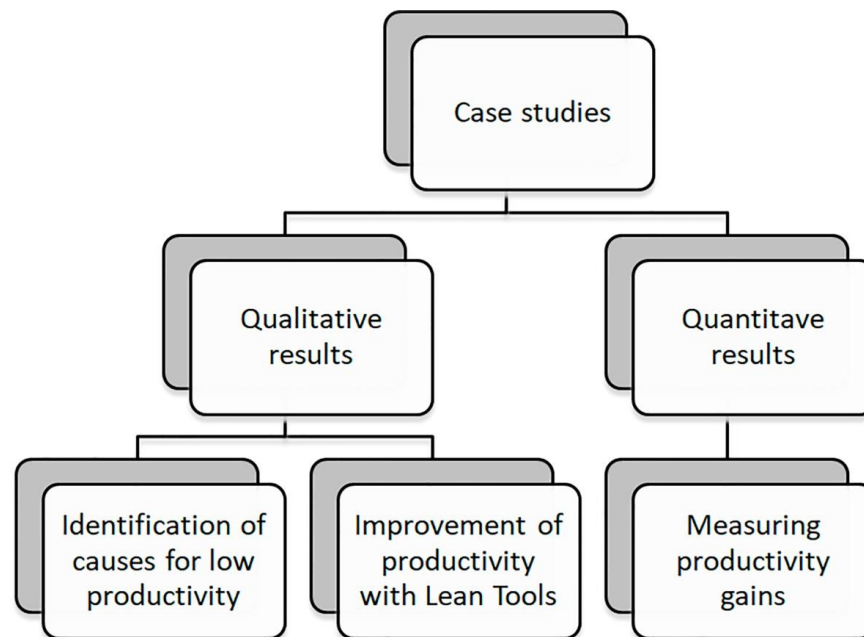 Case studies
Qualitative
results
Quantitave
results
Identification of
causes for low
productivity
Improvement of
productivity
with Lean Tools
Measuring
productivity
gains